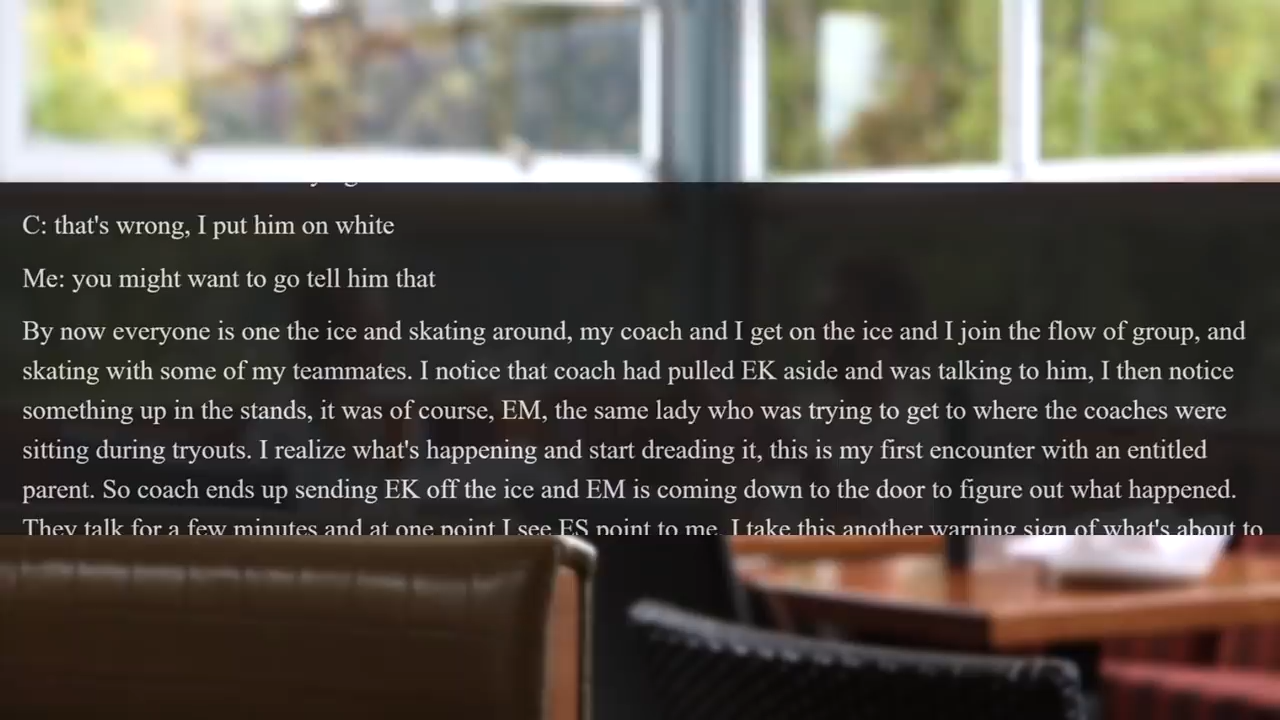 C: that's wrong, I put him on white
Me: you might want to go tell him that
By now everyone is one the ice and skating around, my coach and I get on the ice and I join the flow of group, and
skating with some of my teammates. I notice that coach had pulled EK aside and was talking to him, I then notice
something up in the stands, it was of course, EM, the same lady who was trying to get to where the coaches were
sitting during tryouts. I realize what's happening and start dreading it, this is my first encounter with an entitled
parent. So coach ends up sending EK off the ice and EM is coming down to the door to figure out what happened.
They talk for a few minutes and at one point I see ES point to me. I take this another warning sign of what's about to